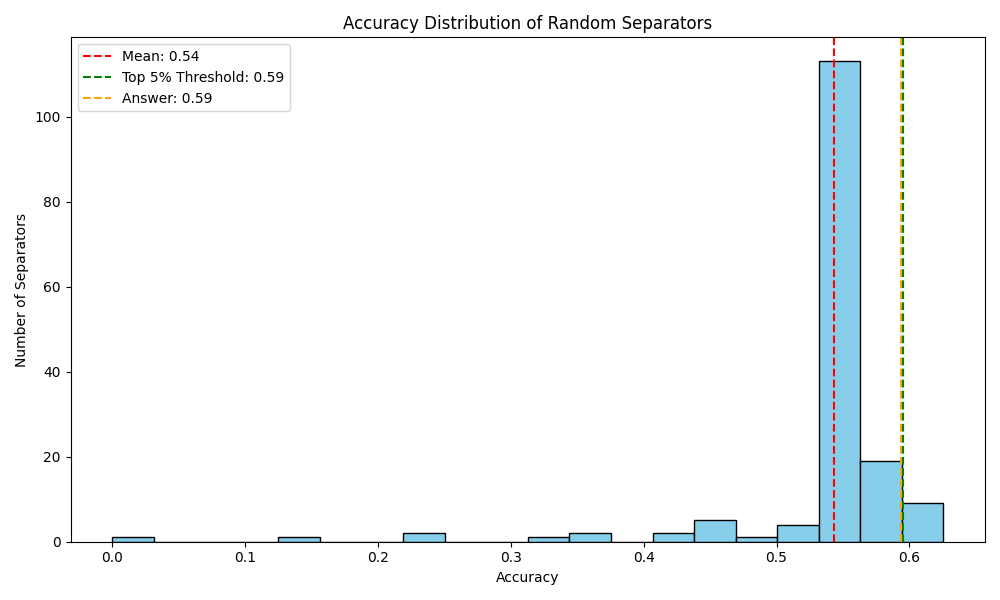 Accuracy Distribution of Random Separators
Mean: 0.54
Top 5% Threshold: 0.59
Answer: 0.59
100
80
60
40
20
0
Number of Separators
0.0 0.1 0.2 0.3 0.4 0.5 0.6
Accuracy